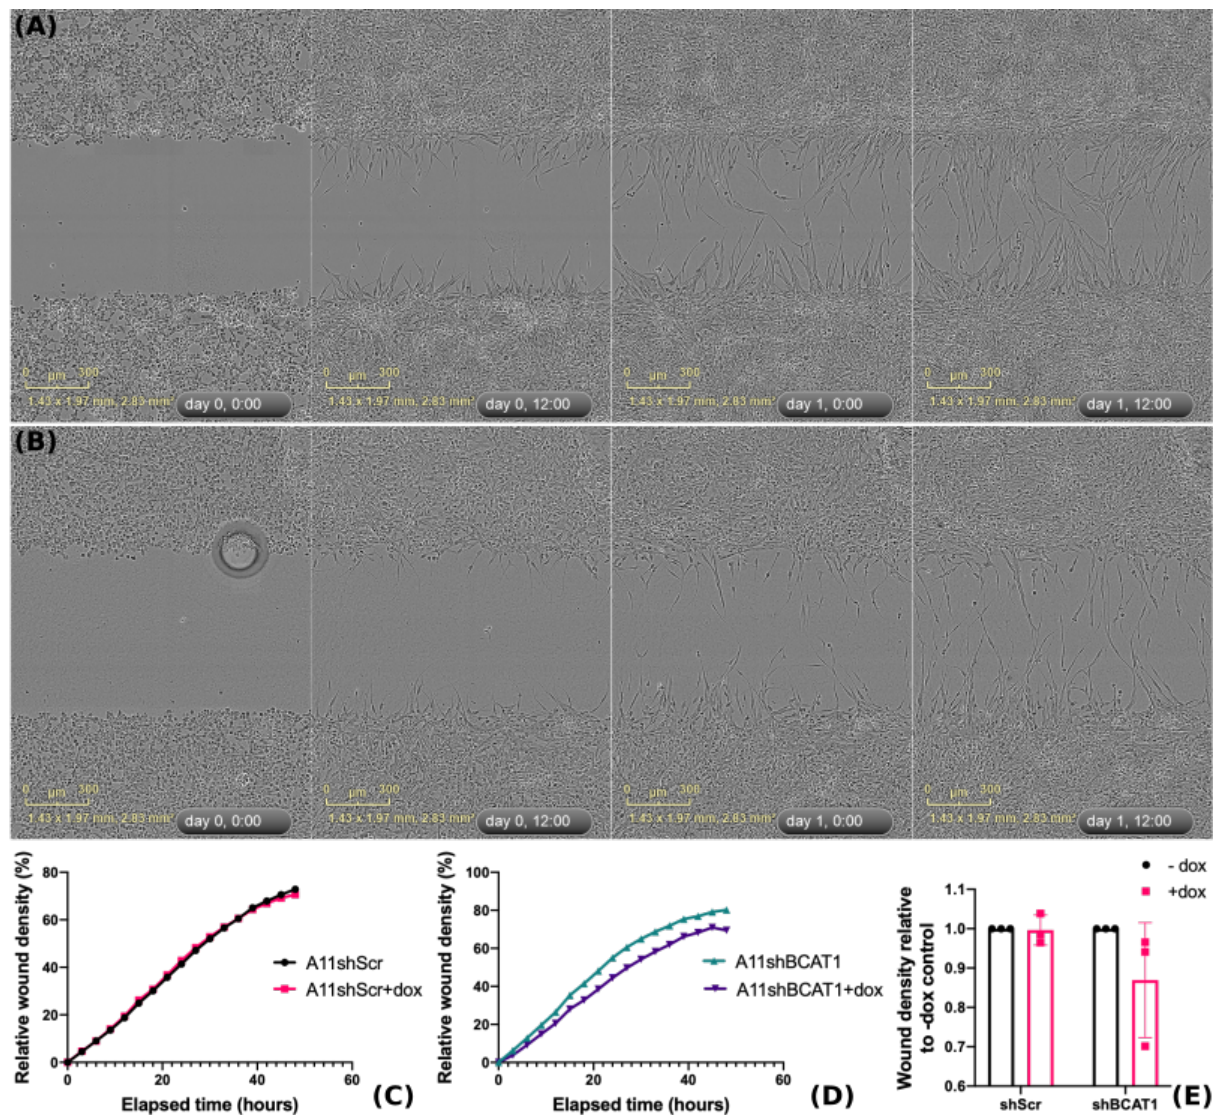 (A)
0 μm 300
1.43 x 1.97 mm, 2.83 mm²
day 0, 0:00
0 μm 300
1.43 x 1.97 mm, 2.83 mm²
day 0, 12:00
0 μm 300
1.43 x 1.97 mm, 2.83 mm²
day 1, 0:00
0 μm 300
1.43 x 1.97 mm, 2.83 mm²
day 1, 12:00
(B)
0 μm 300
1.43 x 1.97 mm, 2.83 mm²
day 0, 0:00
0 μm 300
1.43 x 1.97 mm, 2.83 mm²
day 0, 12:00
0 μm 300
1.43 x 1.97 mm, 2.83 mm²
day 1, 0:00
0 μm 300
1.43 x 1.97 mm, 2.83 mm²
day 1, 12:00
Relative wound density (%)
80
60
40
20
0
0 20 40 60
Elapsed time (hours)
A11shScr
A11shScr+dox
(C)
Relative wound density (%)
100
80
60
40
20
0
0 20 40 60
Elapsed time (hours)
A11shBCAT1
A11shBCAT1+dox
(D)
Wound density relative
to -dox control
1.1
1.0
0.9
0.8
0.7
0.6
shScr shBCAT1
- dox
+dox
(E)